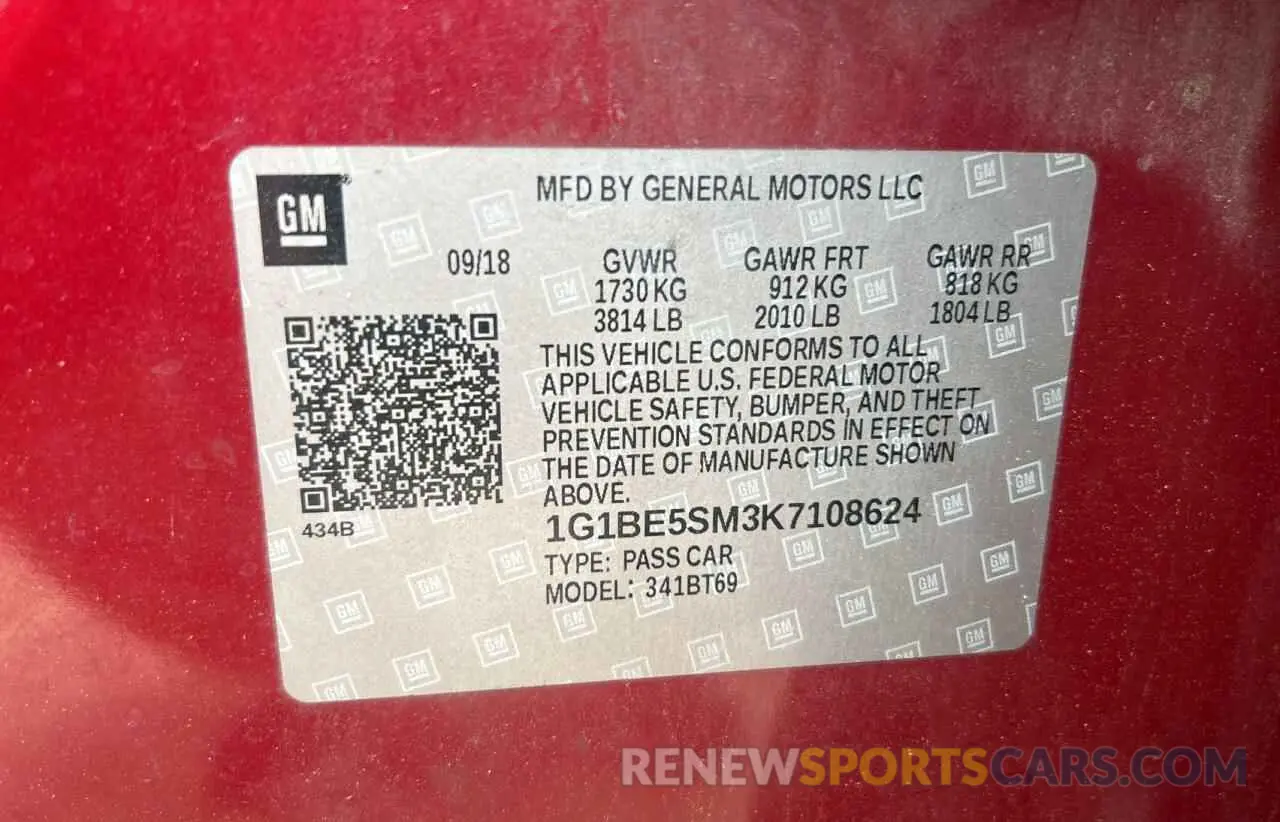 GM
MFD BY GENERAL MOTORS LLC
09/18 GVWR GAWR FRT GAWR RR
1730 KG 912 KG 818 KG
3814 LB 2010 LB 1804 LB
THIS VEHICLE CONFORMS TO ALL
APPLICABLE U.S. FEDERAL MOTOR
VEHICLE SAFETY, BUMPER, AND THEFT
PREVENTION STANDARDS IN EFFECT ON
THE DATE OF MANUFACTURE SHOWN
ABOVE.
434B
1G1BE5SM3K7108624
TYPE: PASS CAR
MODEL: 341BT69
RENEWSPORTSCARS.COM